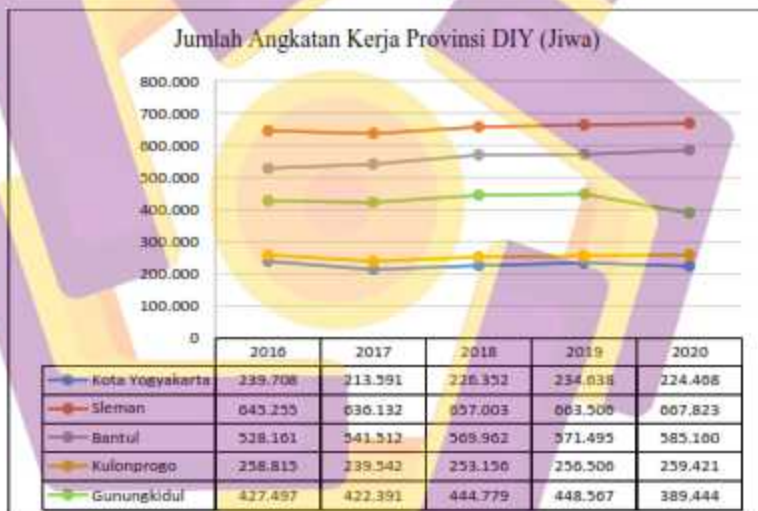 Jumlah Angkatan Kerja Provinsi DIY (Jiwa)
800.000
700.000
600.000
500.000
400.000
300.000
200.000
100.000
0
2016 2017 2018 2019 2020
Kota Yogyakarta 239.708 213.591 226.352 234.638 224.468
Sleman 645.255 636.132 657.003 663.506 667.823
Bantul 528.161 541.512 569.962 571.495 585.160
Kulonprogo 258.815 239.542 253.156 256.506 259.421
Gunungkidul 427.497 422.391 444.779 448.567 389.444